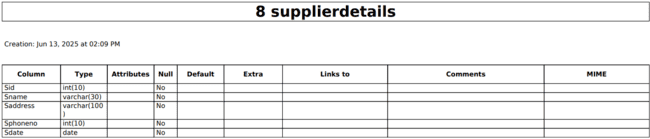 8 supplierdetails
Creation: Jun 13, 2025 at 02:09 PM
Column Type Attributes Null Default Extra Links to Comments MIME
Sid int(10) No
Sname varchar(30) No
Saddress varchar(100 No
)
Sphoneno int(10) No
Sdate date No